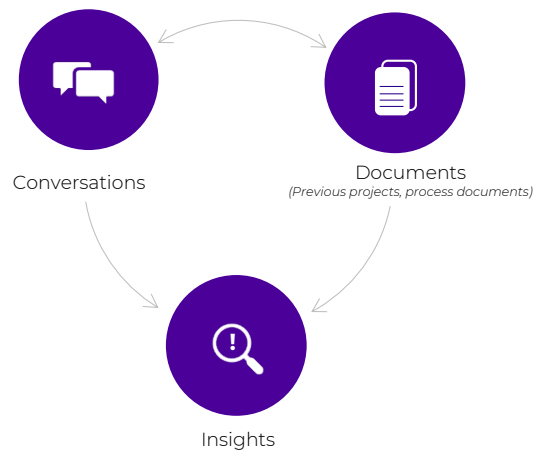 Conversations
Documents
(Previous projects, process documents)
Insights